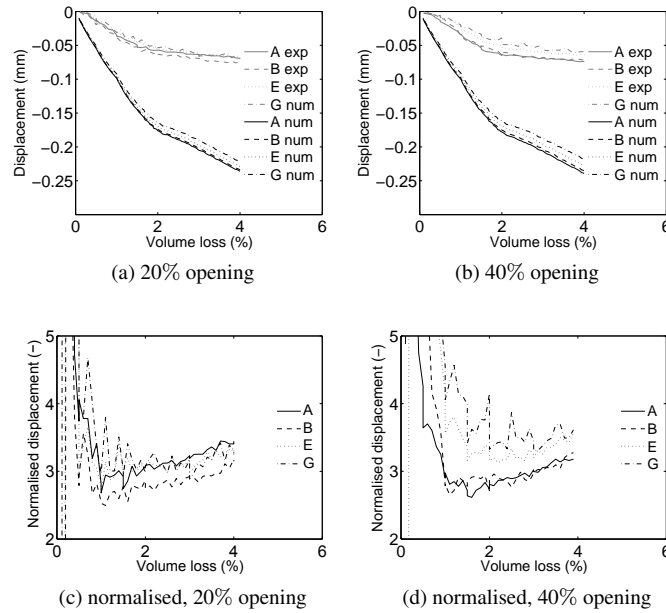 0
−0.05
−0.1
−0.15
−0.2
−0.25
Displacement (mm)
0 2 4 6
Volume loss (%)
A exp
B exp
E exp
G num
A num
B num
E num
G num
(a) 20% opening
0
−0.05
−0.1
−0.15
−0.2
−0.25
Displacement (mm)
0 2 4 6
Volume loss (%)
A exp
B exp
E exp
G num
A num
B num
E num
G num
(b) 40% opening
5
4
3
2
Normalised displacement (−)
0 2 4 6
Volume loss (%)
A
B
E
G
(c) normalised, 20% opening
5
4
3
2
Normalised displacement (−)
0 2 4 6
Volume loss (%)
A
B
E
G
(d) normalised, 40% opening